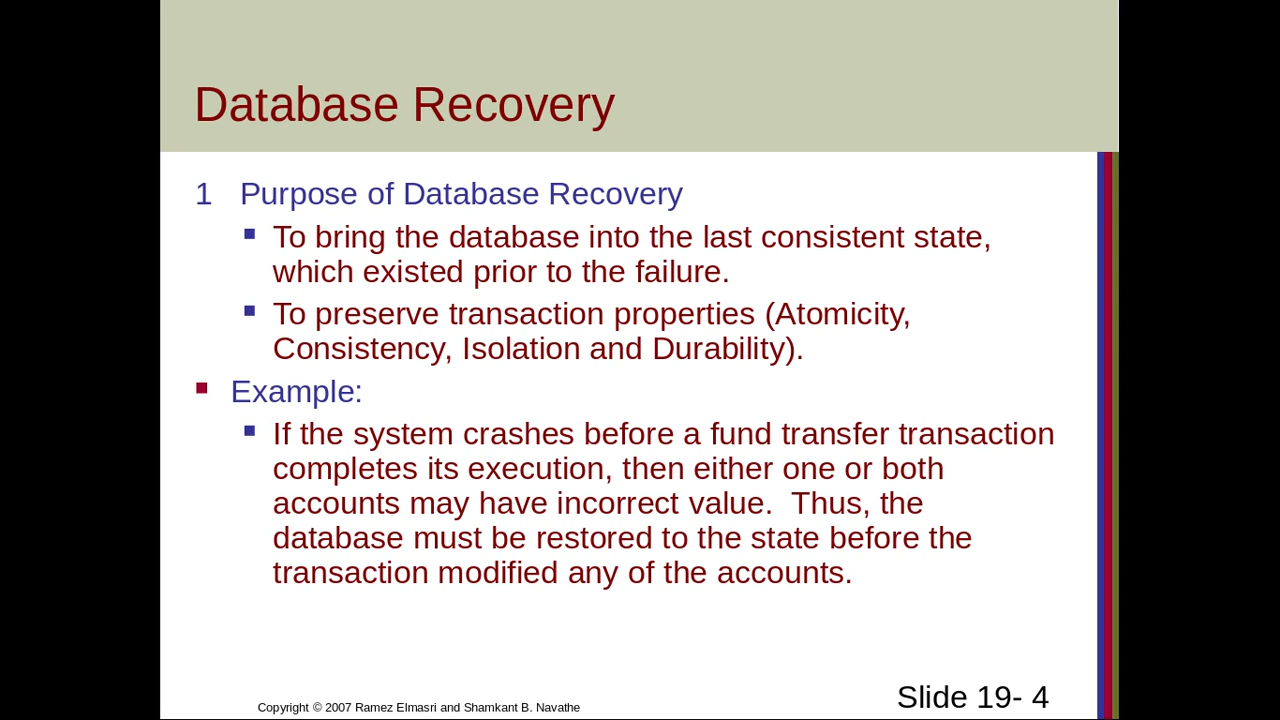 Database Recovery
1 Purpose of Database Recovery
To bring the database into the last consistent state,
which existed prior to the failure.
To preserve transaction properties (Atomicity,
Consistency, Isolation and Durability).
Example:
If the system crashes before a fund transfer transaction
completes its execution, then either one or both
accounts may have incorrect value.  Thus, the
database must be restored to the state before the
transaction modified any of the accounts.
Copyright © 2007 Ramez Elmasri and Shamkant B. Navathe
Slide 19- 4